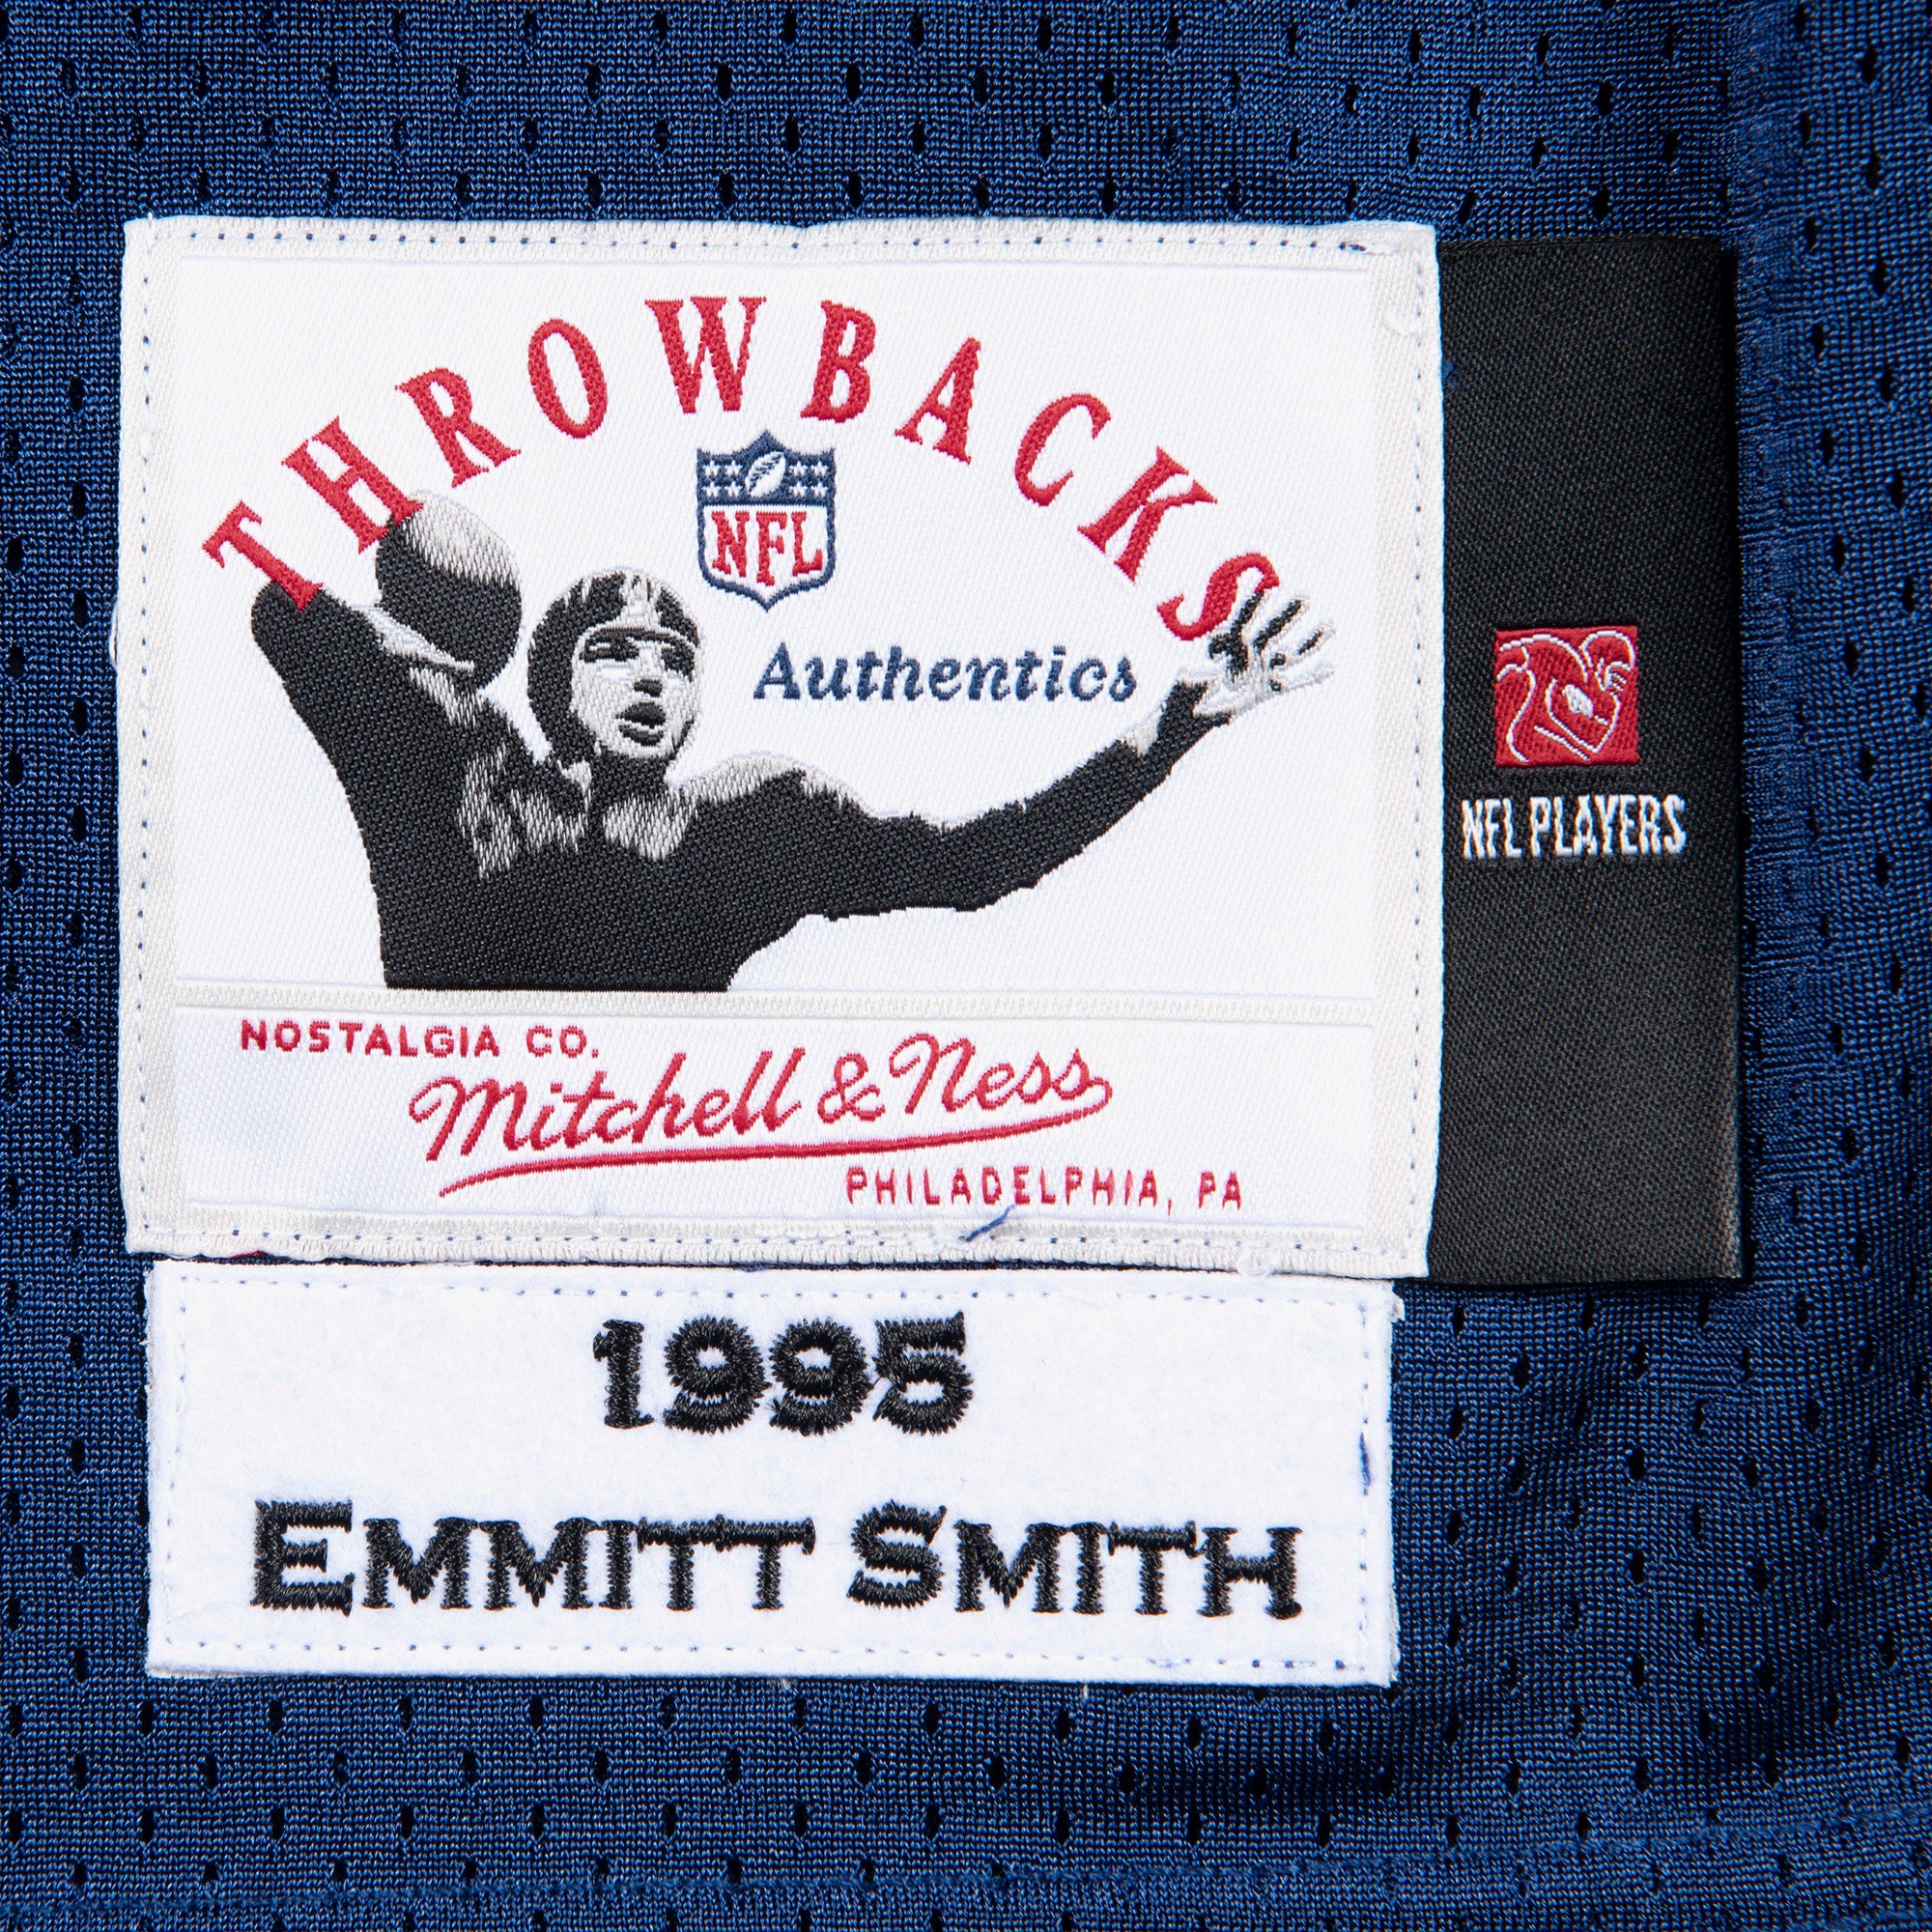 THROWBACKS
NFL
Authentics
NOSTALGIA CO.
Mitchell & Ness
PHILADELPHIA, PA
NFL PLAYERS
1995
EMMITT SMITH